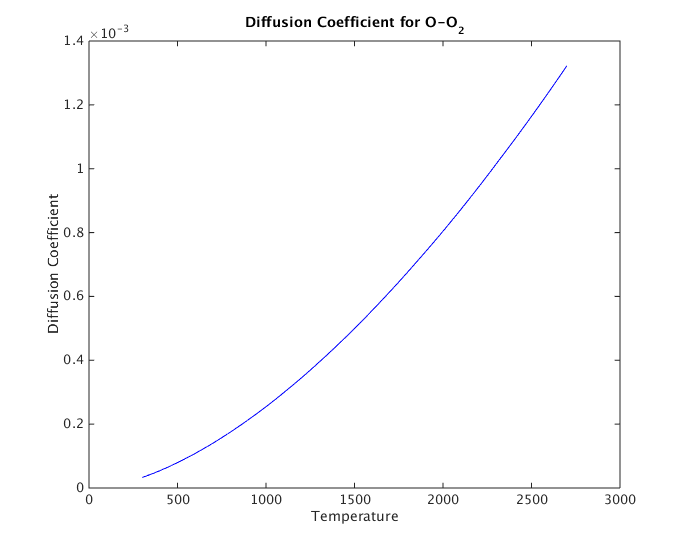 Diffusion Coefficient for O-O₂
×10⁻³
1.4
1.2
1
0.8
0.6
0.4
0.2
0
Diffusion Coefficient
0 500 1000 1500 2000 2500 3000
Temperature